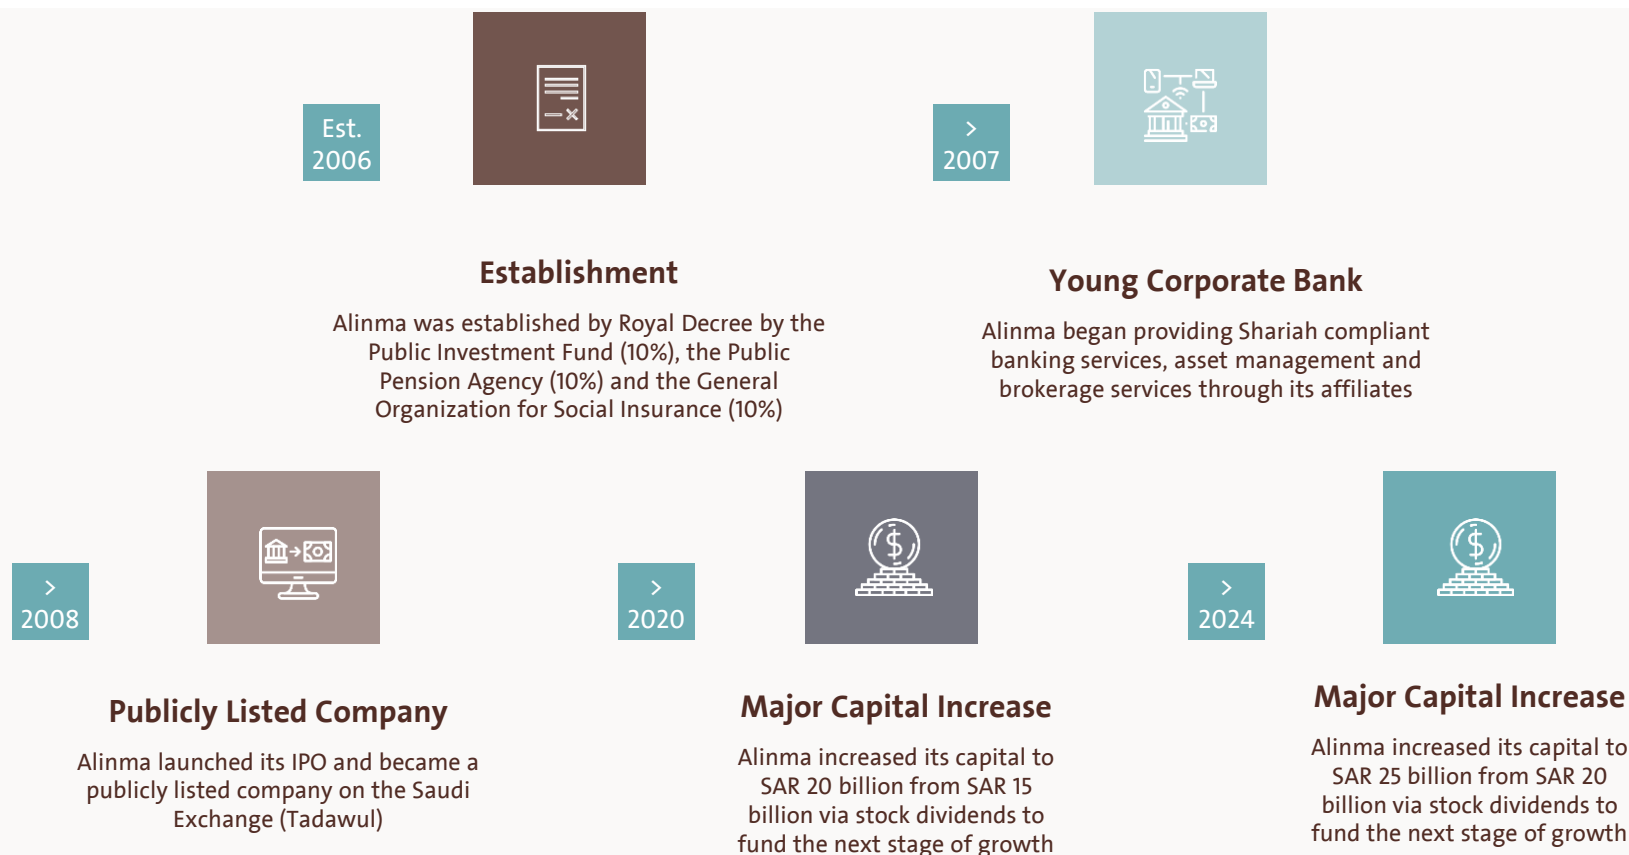 Est.
2006
Establishment
Alinma was established by Royal Decree by the
Public Investment Fund (10%), the Public
Pension Agency (10%) and the General
Organization for Social Insurance (10%)
>
2007
Young Corporate Bank
Alinma began providing Shariah compliant
banking services, asset management and
brokerage services through its affiliates
>
2008
Publicly Listed Company
Alinma launched its IPO and became a
publicly listed company on the Saudi
Exchange (Tadawul)
>
2020
Major Capital Increase
Alinma increased its capital to
SAR 20 billion from SAR 15
billion via stock dividends to
fund the next stage of growth
>
2024
Major Capital Increase
Alinma increased its capital to
SAR 25 billion from SAR 20
billion via stock dividends to
fund the next stage of growth